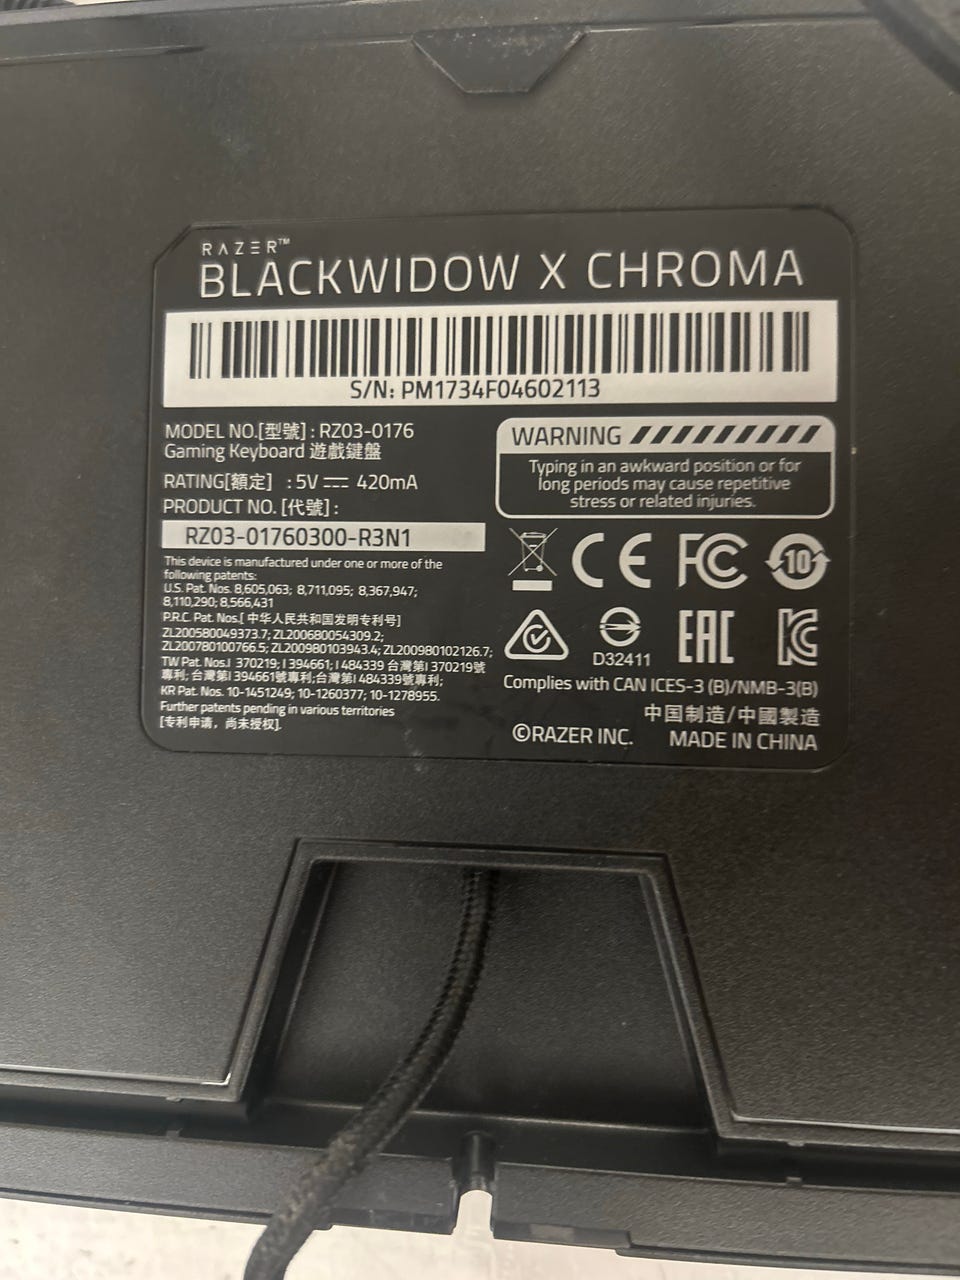 RAZER™
BLACKWIDOW X CHROMA
S/N: PM1734F04602113
MODEL NO.[型號] : RZ03-0176
Gaming Keyboard 遊戲鍵盤
RATING[額定] : 5V 420mA
PRODUCT NO. [代號] :
RZ03-01760300-R3N1
This device is manufactured under one or more of the
following patents:
U.S. Pat. Nos. 8,605,063; 8,711,095; 8,367,947;
8,110,290; 8,566,431
P.R.C. Pat. Nos.[ 中华人民共和国发明专利号]
ZL200580049373.7; ZL200680054309.2;
ZL200780100766.5; ZL200980103943.4; ZL200980102126.7;
TW Pat. Nos.I 370219; I 394661; I 484339 台灣第I 370219號
專利; 台灣第I 394661號專利;台灣第I 484339號專利;
KR Pat. Nos. 10-1451249; 10-1260377; 10-1278955.
Further patents pending in various territories
[专利申请，尚未授权].
WARNING
Typing in an awkward position or for
long periods may cause repetitive
stress or related injuries.
CE FC 10
D32411 EAC KC
Complies with CAN ICES-3 (B)/NMB-3(B)
中国制造/中國製造
©RAZER INC. MADE IN CHINA